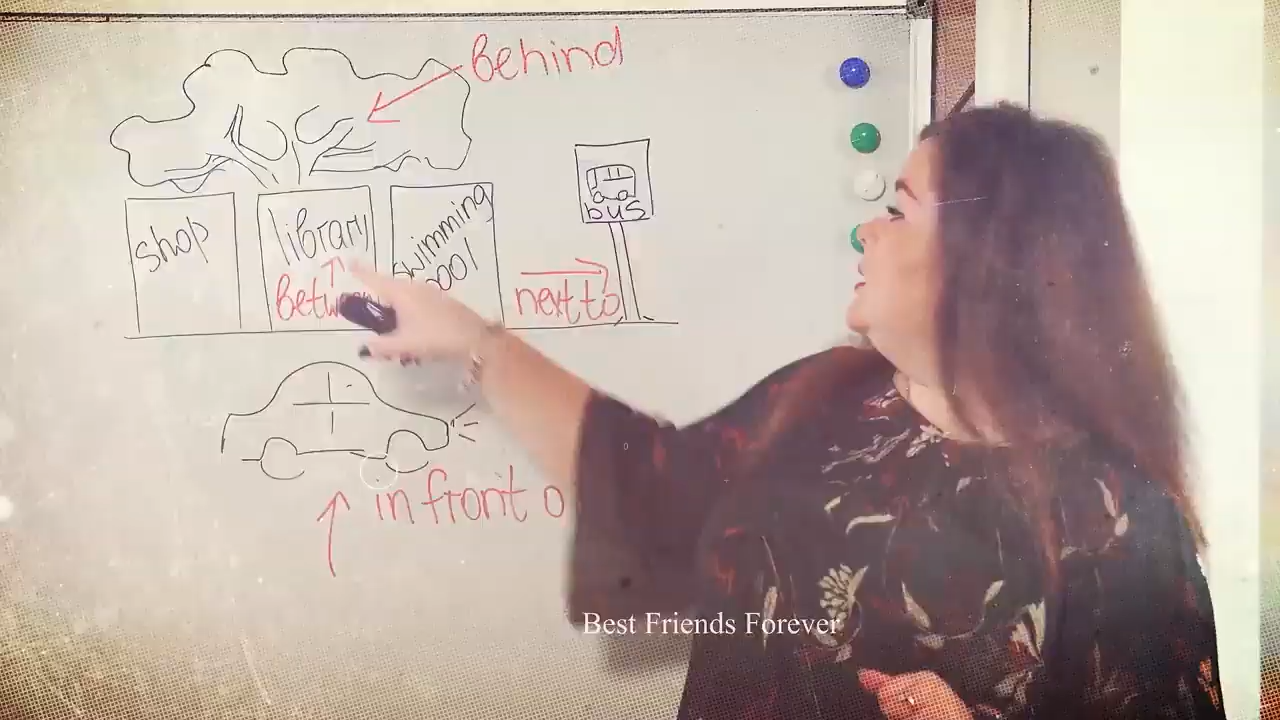 Behind
shop
library
swimming
pool
bus
next to
in front o
Best Friends Forever